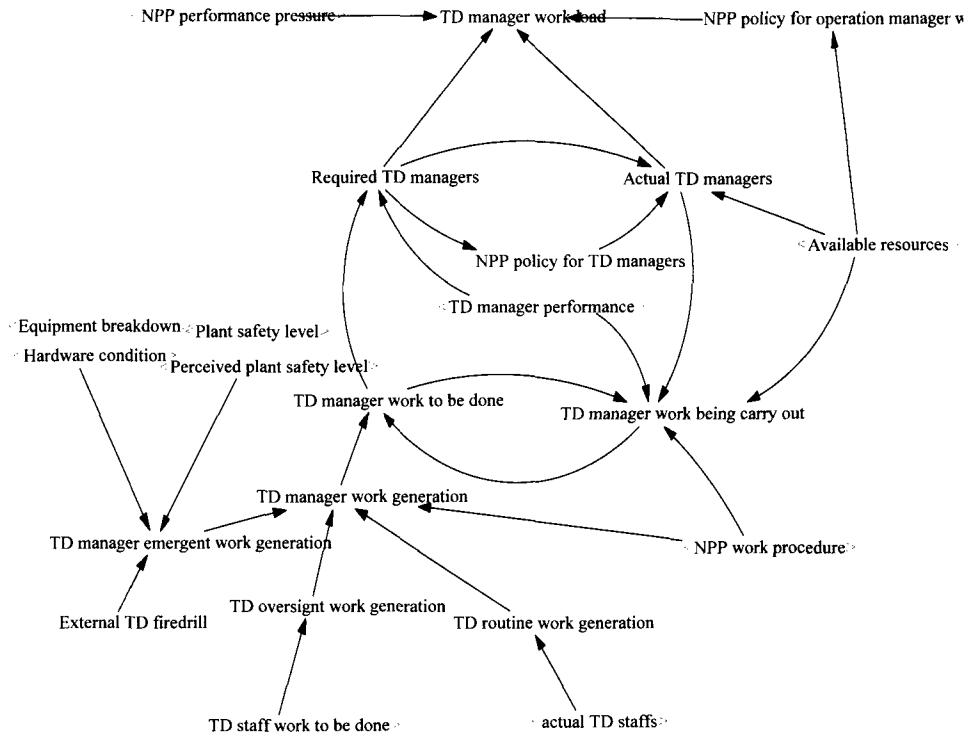 NPP performance pressure
TD manager work load
NPP policy for operation manager w
Required TD managers
Actual TD managers
<Available resources>
NPP policy for TD managers
<TD manager performance>
<Equipment breakdown>
<Plant safety level>
<Hardware condition>
<Perceived plant safety level>
TD manager work to be done
TD manager work being carry out
TD manager work generation
TD manager emergent work generation
<NPP work procedure>
TD oversignt work generation
External TD firedrill
TD routine work generation
<TD staff work to be done>
<actual TD staffs>